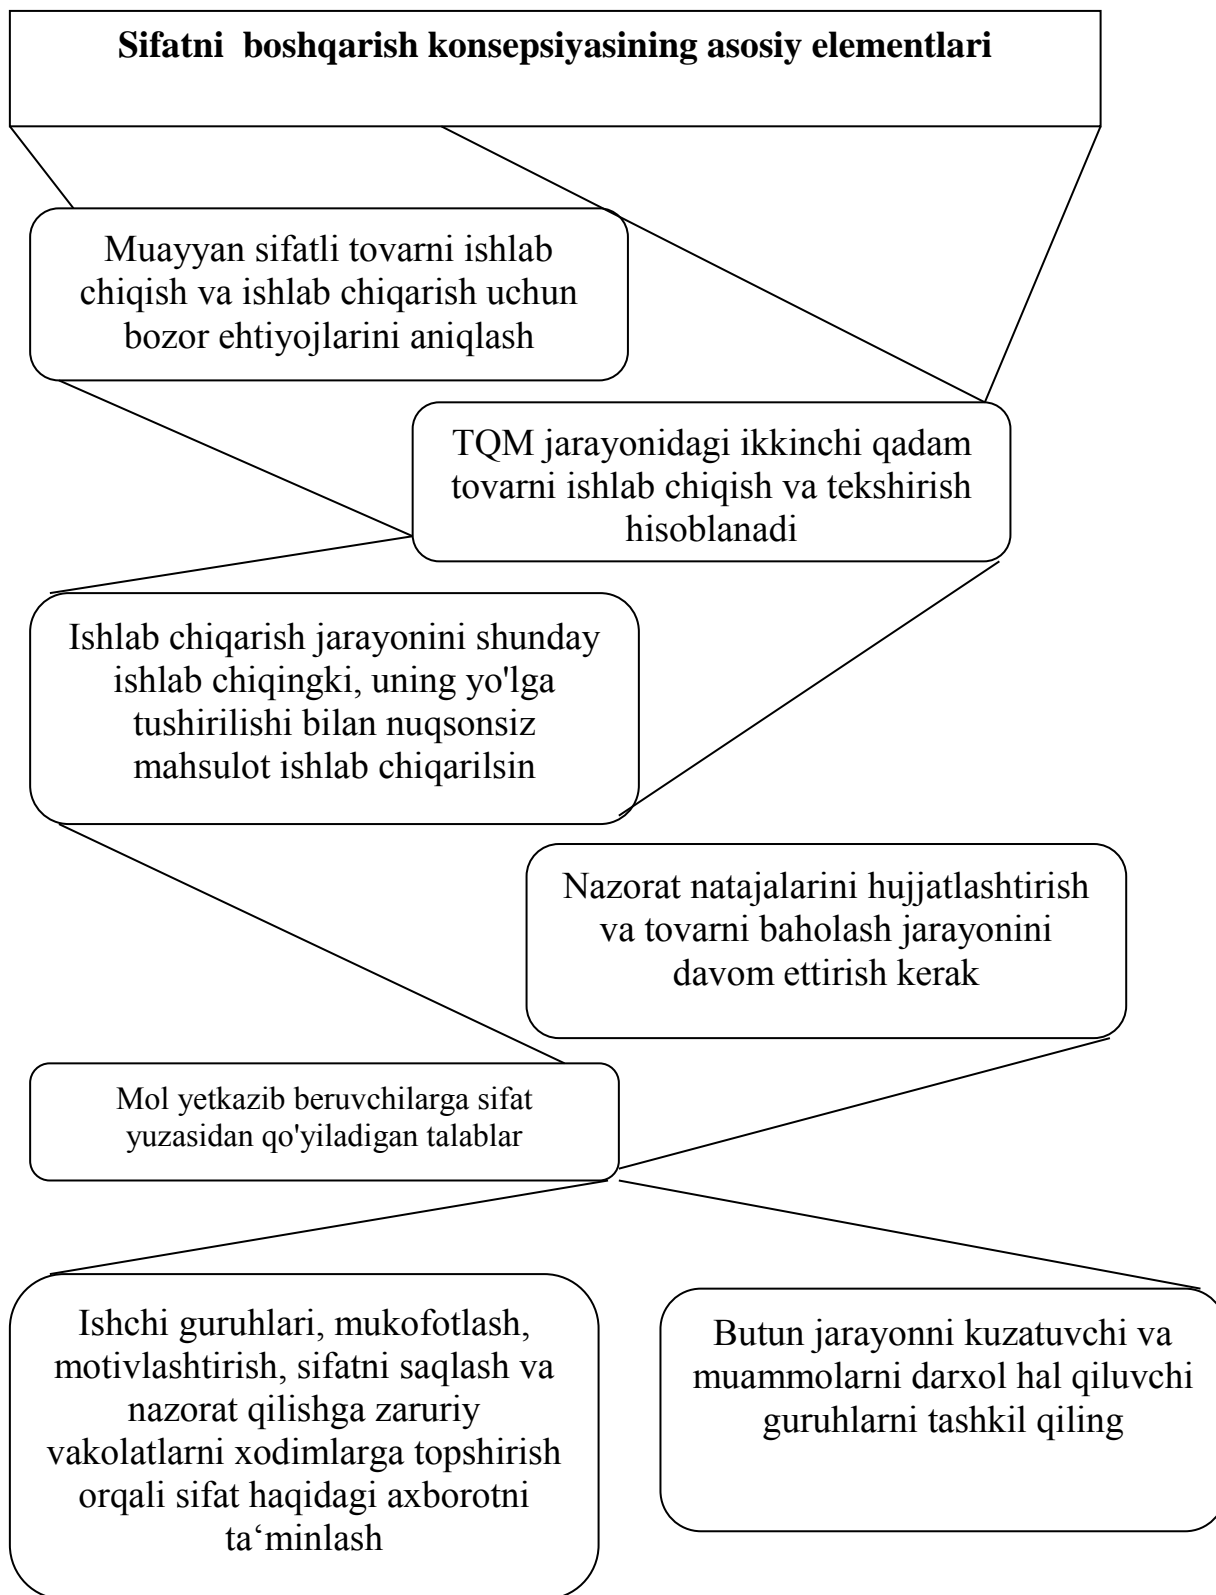 Sifatni boshqarish konsepsiyasining asosiy elementlari
Muayyan sifatli tovarni ishlab
chiqish va ishlab chiqarish uchun
bozor ehtiyojlarini aniqlash
TQM jarayonidagi ikkinchi qadam
tovarni ishlab chiqish va tekshirish
hisoblanadi
Ishlab chiqarish jarayonini shunday
ishlab chiqingki, uning yo'lga
tushirilishi bilan nuqsonsiz
mahsulot ishlab chiqarilsin
Nazorat natajalarini hujjatlashtirish
va tovarni baholash jarayonini
davom ettirish kerak
Mol yetkazib beruvchilarga sifat
yuzasidan qo'yiladigan talablar
Ishchi guruhlari, mukofotlash,
motivlashtirish, sifatni saqlash va
nazorat qilishga zaruriy
vakolatlarni xodimlarga topshirish
orqali sifat haqidagi axborotni
ta‘minlash
Butun jarayonni kuzatuvchi va
muammolarni darxol hal qiluvchi
guruhlarni tashkil qiling